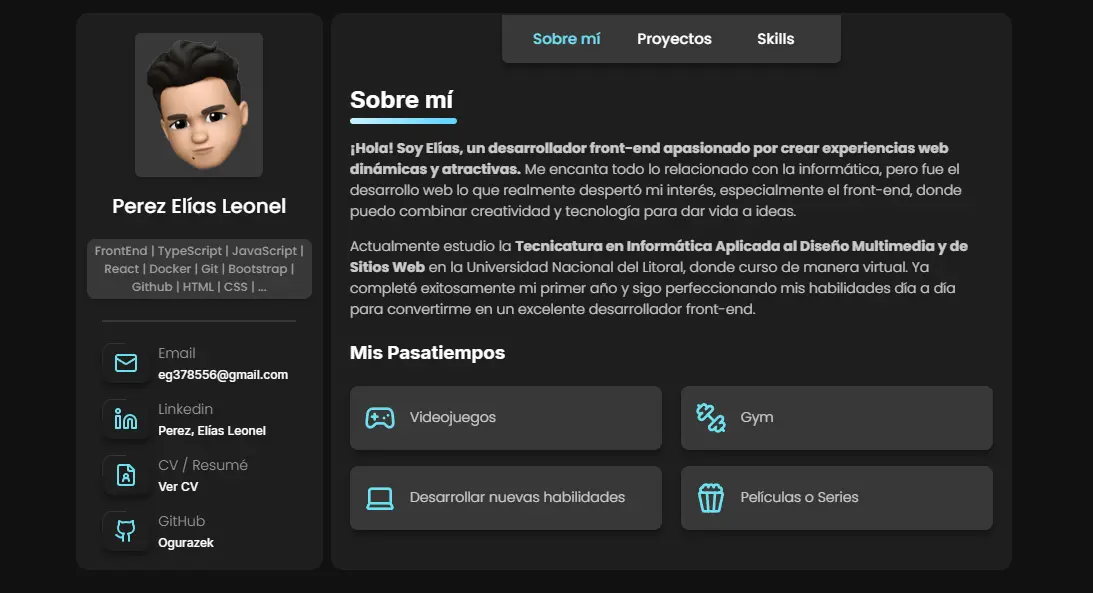 Perez Elías Leonel
FrontEnd | TypeScript | JavaScript |
React | Docker | Git | Bootstrap |
Github | HTML | CSS | ...
Email
eg378556@gmail.com
Linkedin
Perez, Elías Leonel
CV / Resumé
Ver CV
GitHub
Ogurazek
Sobre mí Proyectos Skills
Sobre mí
¡Hola! Soy Elías, un desarrollador front-end apasionado por crear experiencias web
dinámicas y atractivas. Me encanta todo lo relacionado con la informática, pero fue el
desarrollo web lo que realmente despertó mi interés, especialmente el front-end, donde
puedo combinar creatividad y tecnología para dar vida a ideas.
Actualmente estudio la Tecnicatura en Informática Aplicada al Diseño Multimedia y de
Sitios Web en la Universidad Nacional del Litoral, donde curso de manera virtual. Ya
completé exitosamente mi primer año y sigo perfeccionando mis habilidades día a día
para convertirme en un excelente desarrollador front-end.
Mis Pasatiempos
Videojuegos
Gym
Desarrollar nuevas habilidades
Películas o Series